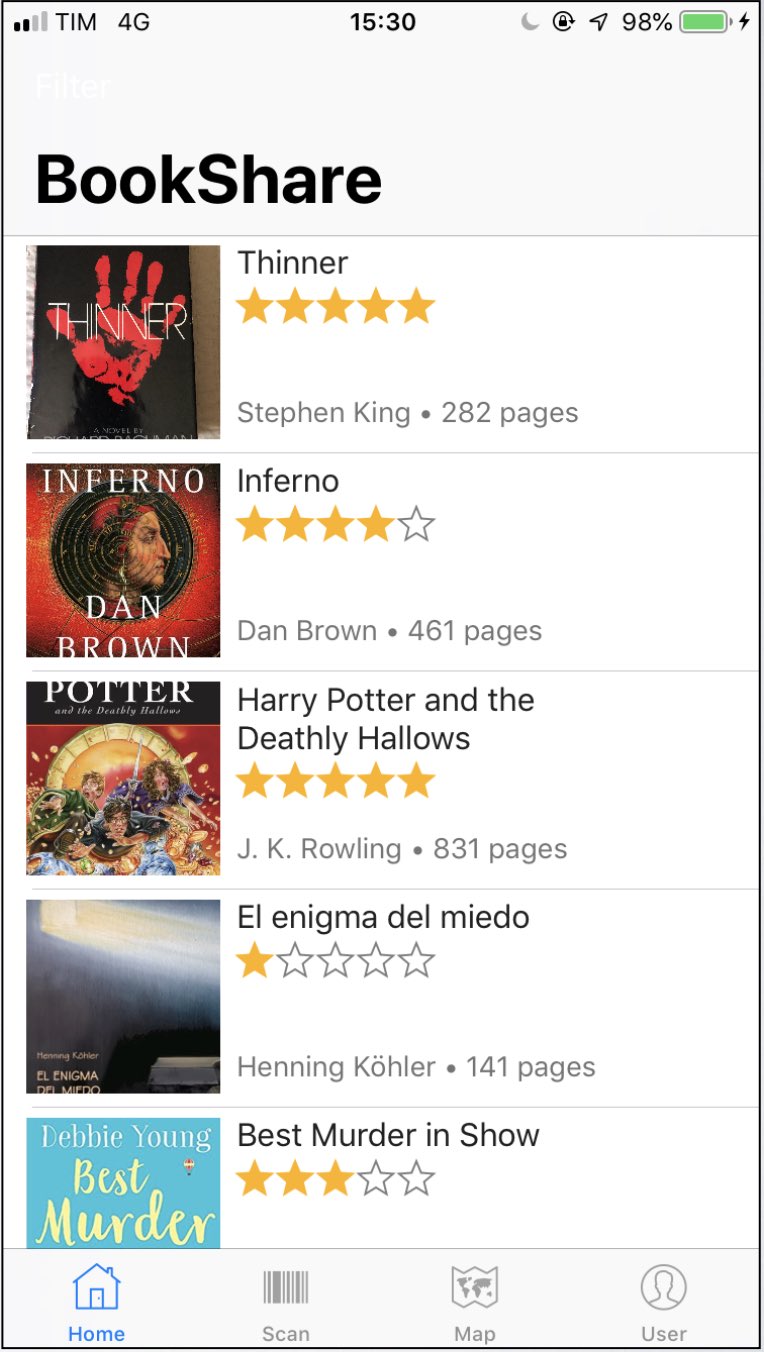 TIM 4G 15:30 98%
Filter
BookShare
THINNER
A NOVEL BY
RICHARD BACHMAN
Thinner
Stephen King • 282 pages
INFERNO
DAN
BROWN
Inferno
Dan Brown • 461 pages
POTTER
and the Deathly Hallows
Harry Potter and the
Deathly Hallows
J. K. Rowling • 831 pages
Henning Köhler
EL ENIGMA
DEL MIEDO
El enigma del miedo
Henning Köhler • 141 pages
Debbie Young
Best
Murder
Best Murder in Show
Home Scan Map User